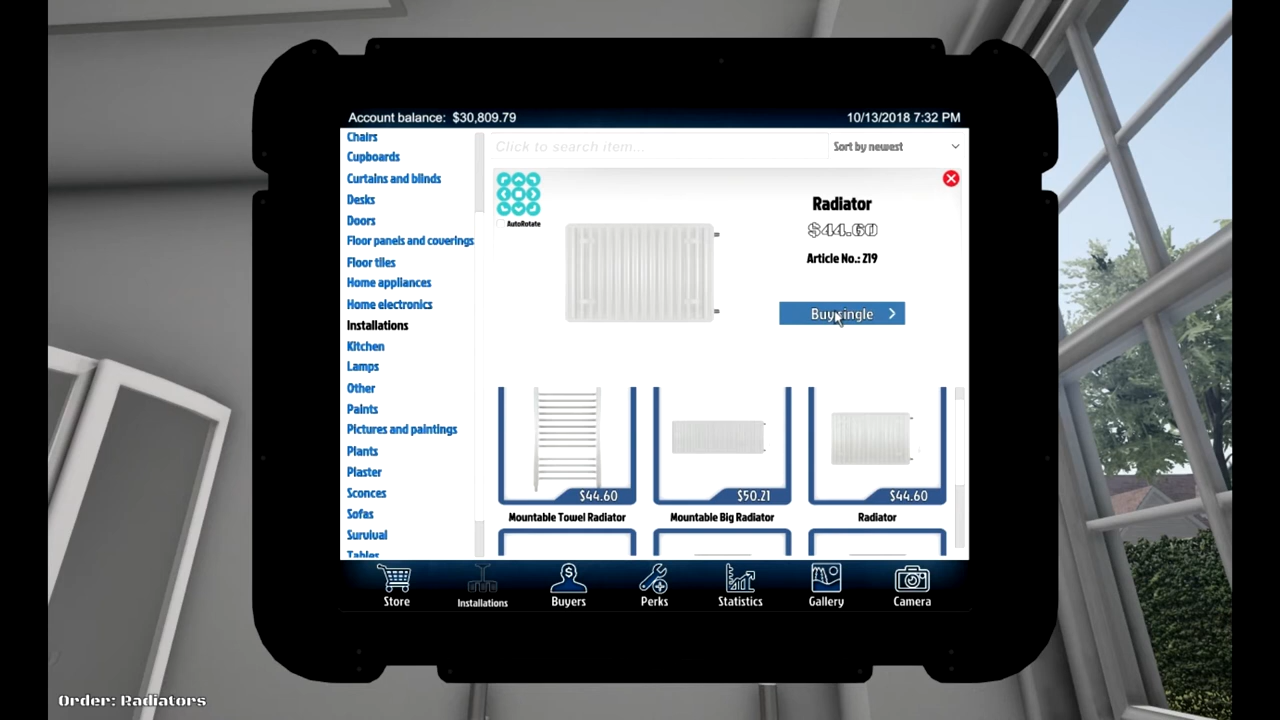 Account balance: $30,809.79
10/13/2018 7:32 PM
Chairs
Cupboards
Curtains and blinds
Desks
Doors
Floor panels and coverings
Floor tiles
Home appliances
Home electronics
Installations
Kitchen
Lamps
Other
Paints
Pictures and paintings
Plants
Plaster
Sconces
Sofas
Survival
Tables
Click to search item...
Sort by newest
AutoRotate
Radiator
$44.60
Article No.: Z19
Buy single
$44.60
$50.21
$44.60
Mountable Towel Radiator
Mountable Big Radiator
Radiator
Store
Installations
Buyers
Perks
Statistics
Gallery
Camera
Order: Radiators